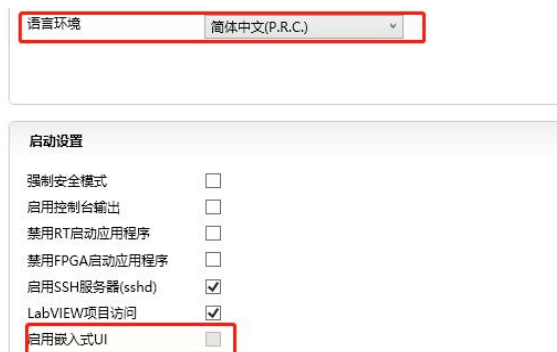 语言环境 简体中文(P.R.C.)
启动设置
强制安全模式
启用控制台输出
禁用RT启动应用程序
禁用FPGA启动应用程序
启用SSH服务器(sshd)
LabVIEW项目访问
启用嵌入式UI